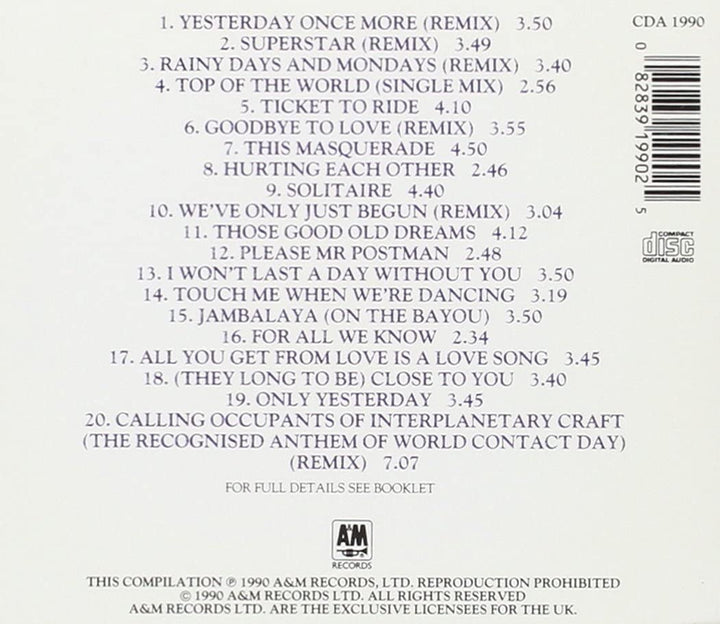 1. YESTERDAY ONCE MORE (REMIX) 3.50
2. SUPERSTAR (REMIX) 3.49
3. RAINY DAYS AND MONDAYS (REMIX) 3.40
4. TOP OF THE WORLD (SINGLE MIX) 2.56
5. TICKET TO RIDE 4.10
6. GOODBYE TO LOVE (REMIX) 3.55
7. THIS MASQUERADE 4.50
8. HURTING EACH OTHER 2.46
9. SOLITAIRE 4.40
10. WE'VE ONLY JUST BEGUN (REMIX) 3.04
11. THOSE GOOD OLD DREAMS 4.12
12. PLEASE MR POSTMAN 2.48
13. I WON'T LAST A DAY WITHOUT YOU 3.50
14. TOUCH ME WHEN WE'RE DANCING 3.19
15. JAMBALAYA (ON THE BAYOU) 3.50
16. FOR ALL WE KNOW 2.34
17. ALL YOU GET FROM LOVE IS A LOVE SONG 3.45
18. (THEY LONG TO BE) CLOSE TO YOU 3.40
19. ONLY YESTERDAY 3.45
20. CALLING OCCUPANTS OF INTERPLANETARY CRAFT
(THE RECOGNISED ANTHEM OF WORLD CONTACT DAY)
(REMIX) 7.07
FOR FULL DETAILS SEE BOOKLET
CDA 1990
0 82839 19902 5
COMPACT
disc
DIGITAL AUDIO
A&M
RECORDS
THIS COMPILATION ℗ 1990 A&M RECORDS, LTD. REPRODUCTION PROHIBITED
© 1990 A&M RECORDS LTD. ALL RIGHTS RESERVED
A&M RECORDS LTD. ARE THE EXCLUSIVE LICENSEES FOR THE UK.